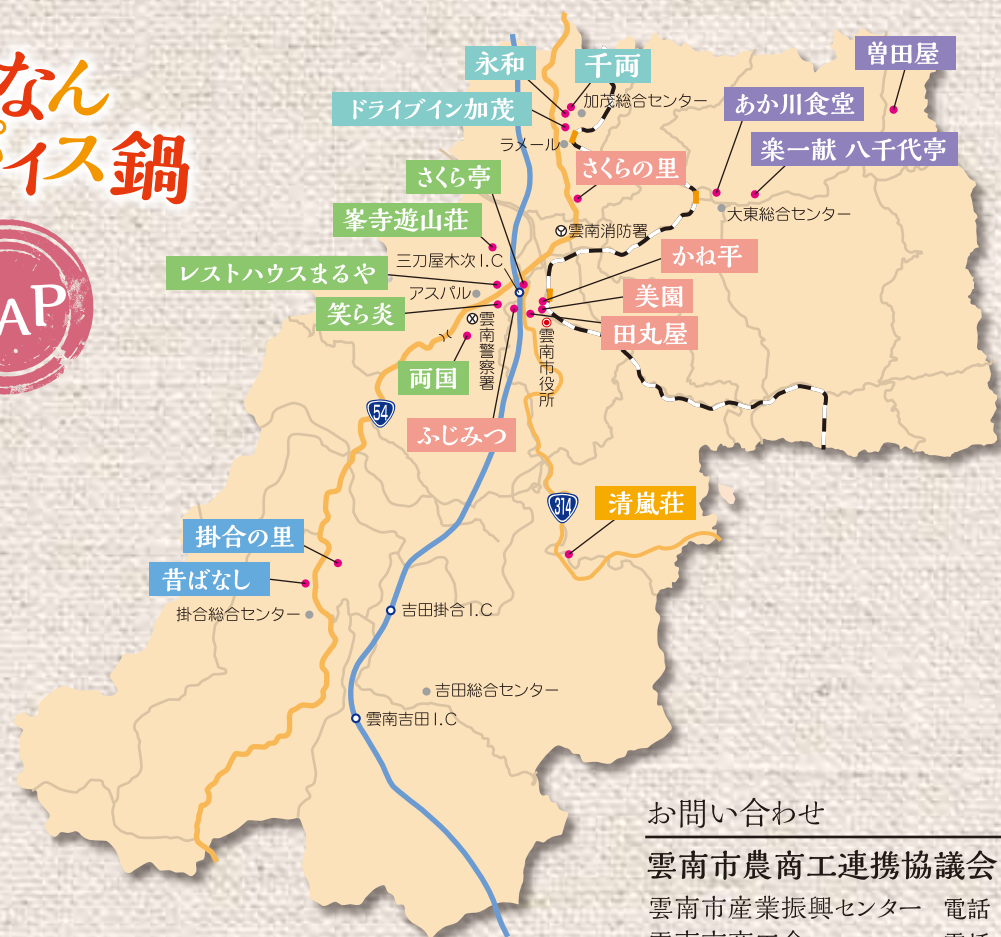 なん
イス鍋
AP
曽田屋
永和
千両
ドライブイン加茂
加茂総合センター
あか川食堂
ラメール
楽一献 八千代亭
さくらの里
さくら亭
大東総合センター
峯寺遊山荘
雲南消防署
三刀屋木次I.C
かね平
レストハウスまるや
アスパル
美園
笑ら炎
雲南警察署
雲南市役所
田丸屋
両国
54
ふじみつ
314
清嵐荘
掛合の里
昔ばなし
掛合総合センター
吉田掛合I.C
吉田総合センター
雲南吉田I.C
お問い合わせ
雲南市農商工連携協議会
雲南市産業振興センター 電話